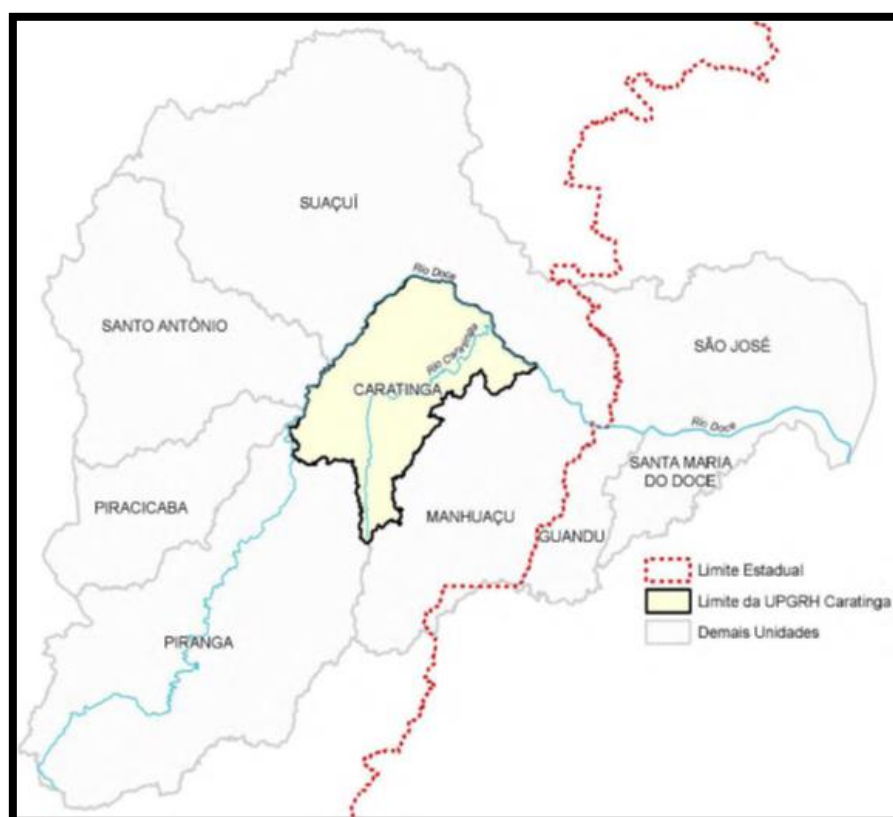 SUAÇUÍ
Rio Doce
SANTO ANTÔNIO
Rio Caratinga
SÃO JOSÉ
CARATINGA
Rio Doce
SANTA MARIA
DO DOCE
PIRACICABA
MANHUAÇU
GUANDU
Limite Estadual
Limite da UPGRH Caratinga
Demais Unidades
PIRANGA